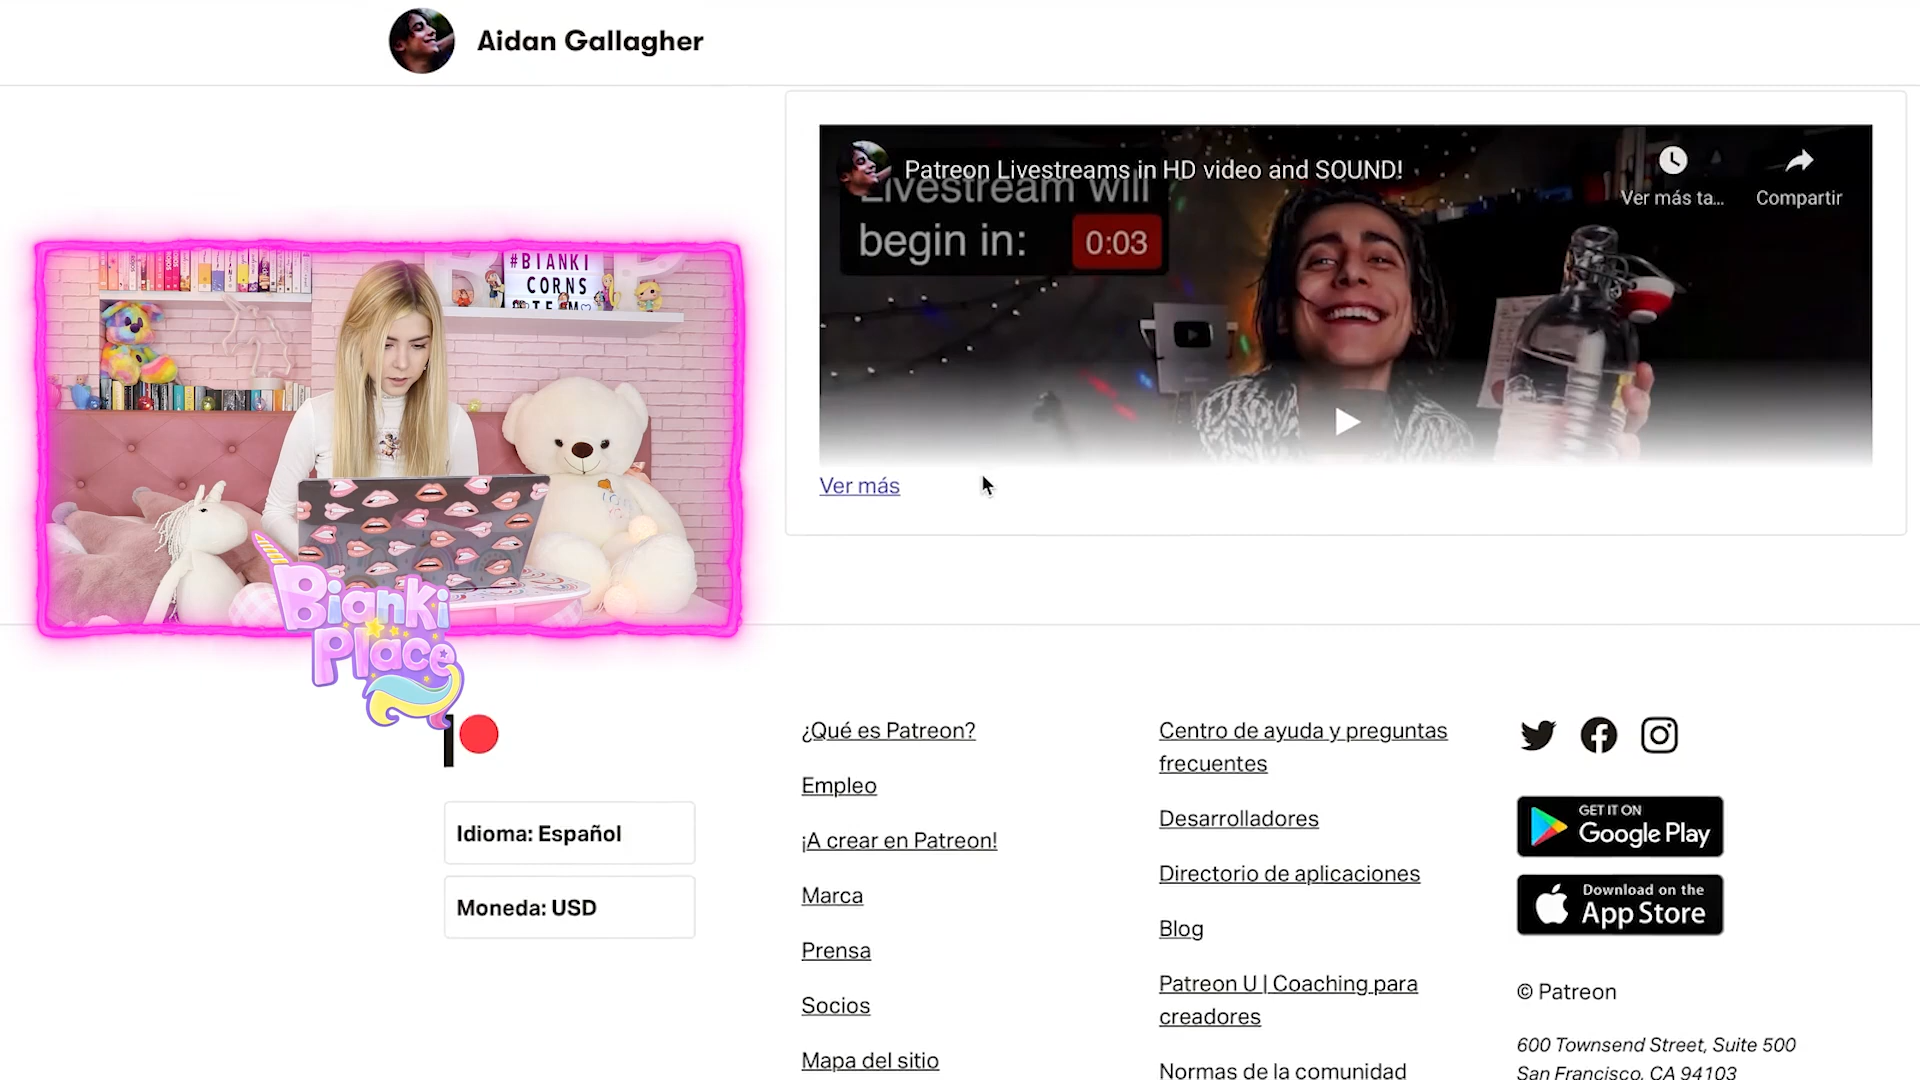 Aidan Gallagher
Patreon Livestreams in HD video and SOUND!
Livestream will
begin in: 0:03
Ver más ta...
Compartir
Ver más
#BIANKI
CORNS
TEAM
Bianki
Place
Idioma: Español
Moneda: USD
¿Qué es Patreon?
Empleo
¡A crear en Patreon!
Marca
Prensa
Socios
Mapa del sitio
Centro de ayuda y preguntas
frecuentes
Desarrolladores
Directorio de aplicaciones
Blog
Patreon U | Coaching para
creadores
Normas de la comunidad
GET IT ON
Google Play
Download on the
App Store
© Patreon
600 Townsend Street, Suite 500
San Francisco, CA 94103